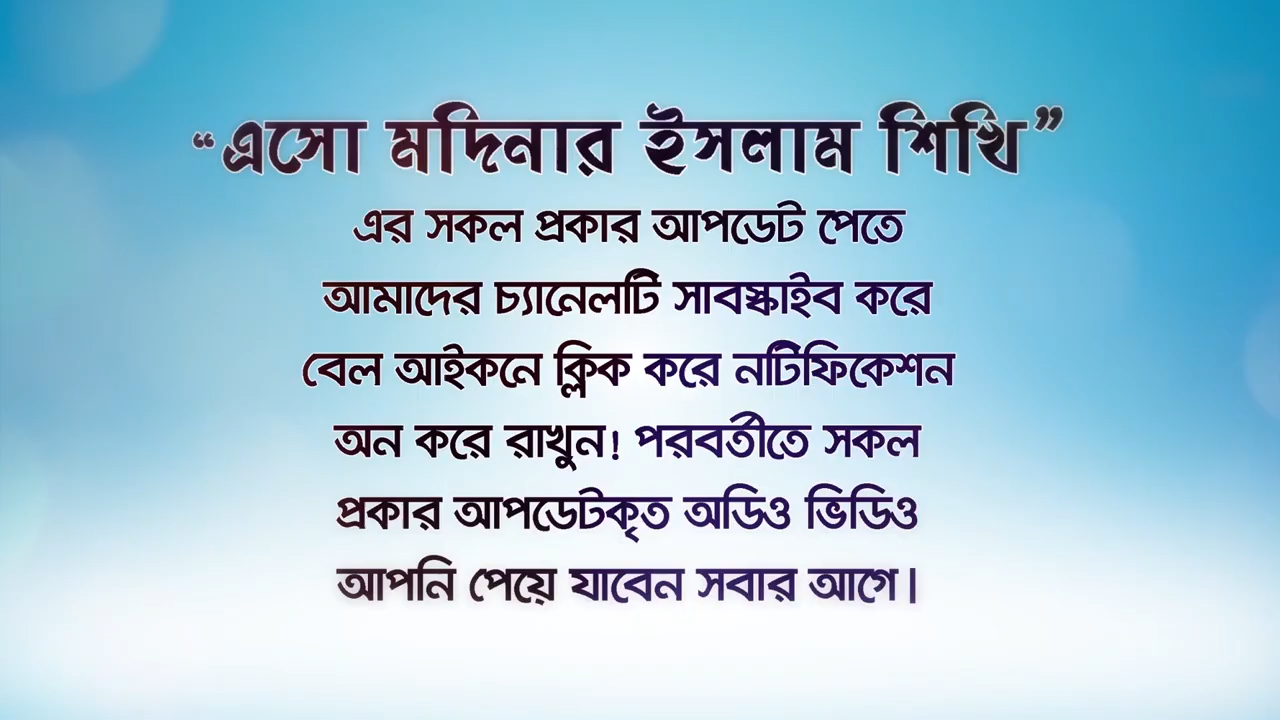 “এসো মদিনার ইসলাম শিখি”
এর সকল প্রকার আপডেট পেতে
আমাদের চ্যানেলটি সাবস্কাইব করে
বেল আইকনে ক্লিক করে নটিফিকেশন
অন করে রাখুন! পরবর্তীতে সকল
প্রকার আপডেটকৃত অডিও ভিডিও
আপনি পেয়ে যাবেন সবার আগে।